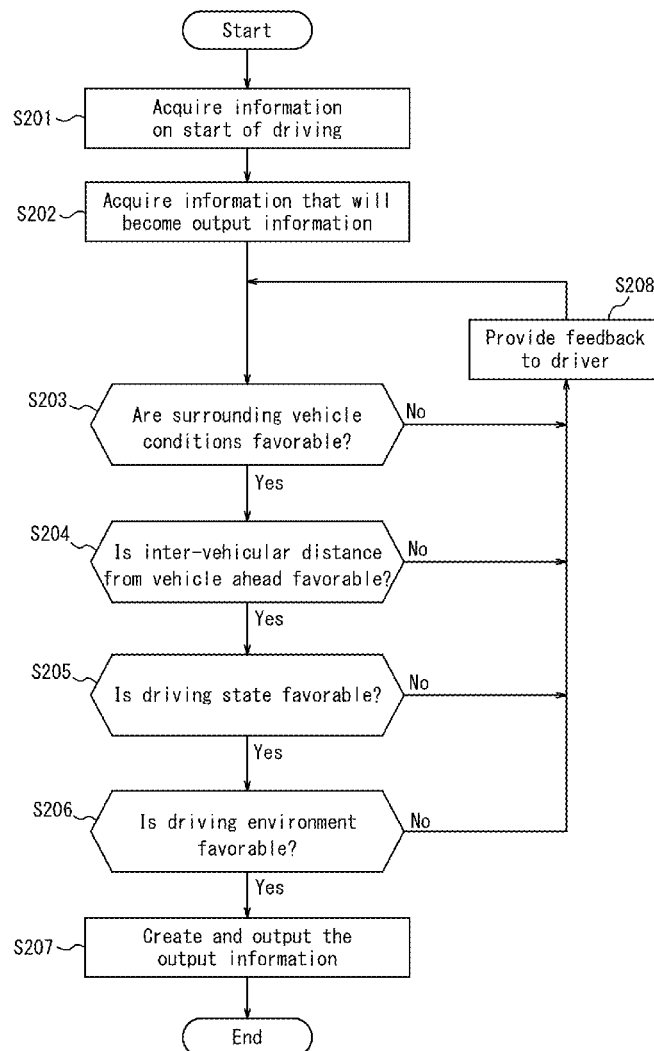 Start
S201
Acquire information
on start of driving
S202
Acquire information that will
become output information
S208
Provide feedback
to driver
S203
Are surrounding vehicle
conditions favorable?
No
Yes
S204
Is inter-vehicular distance
from vehicle ahead favorable?
No
Yes
S205
Is driving state favorable?
No
Yes
S206
Is driving environment
favorable?
No
Yes
S207
Create and output the
output information
End